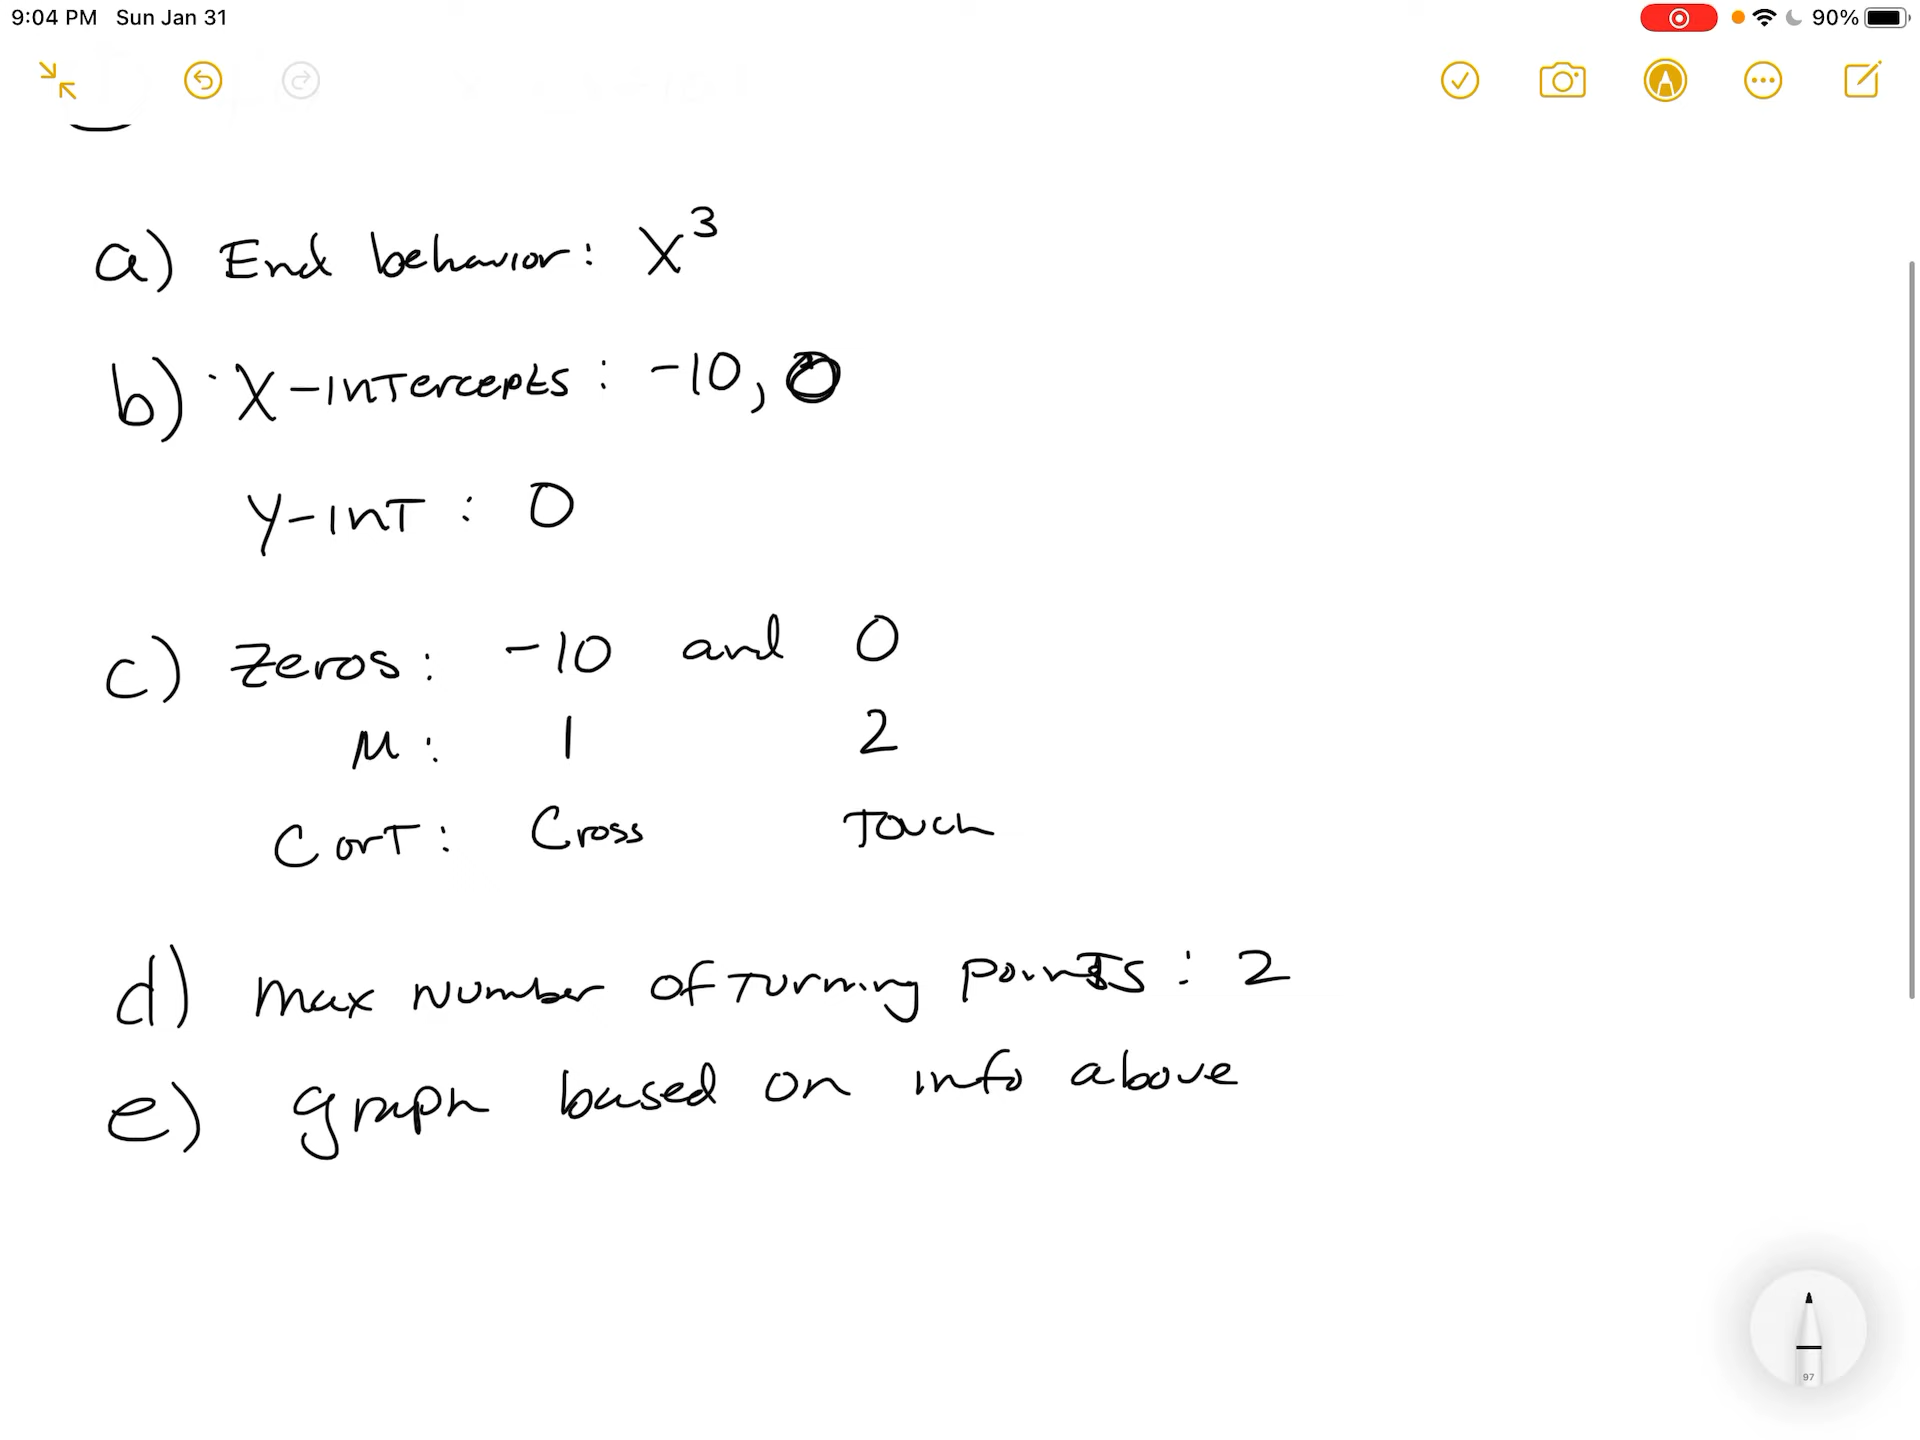 9:04 PM Sun Jan 31 90%
a) End behavior: X³
b) X-intercepts: -10, 0
Y-int: 0
c) Zeros: -10 and 0
M: 1 2
C or T: Cross Touch
d) max number of turning points: 2
e) graph based on info above
97